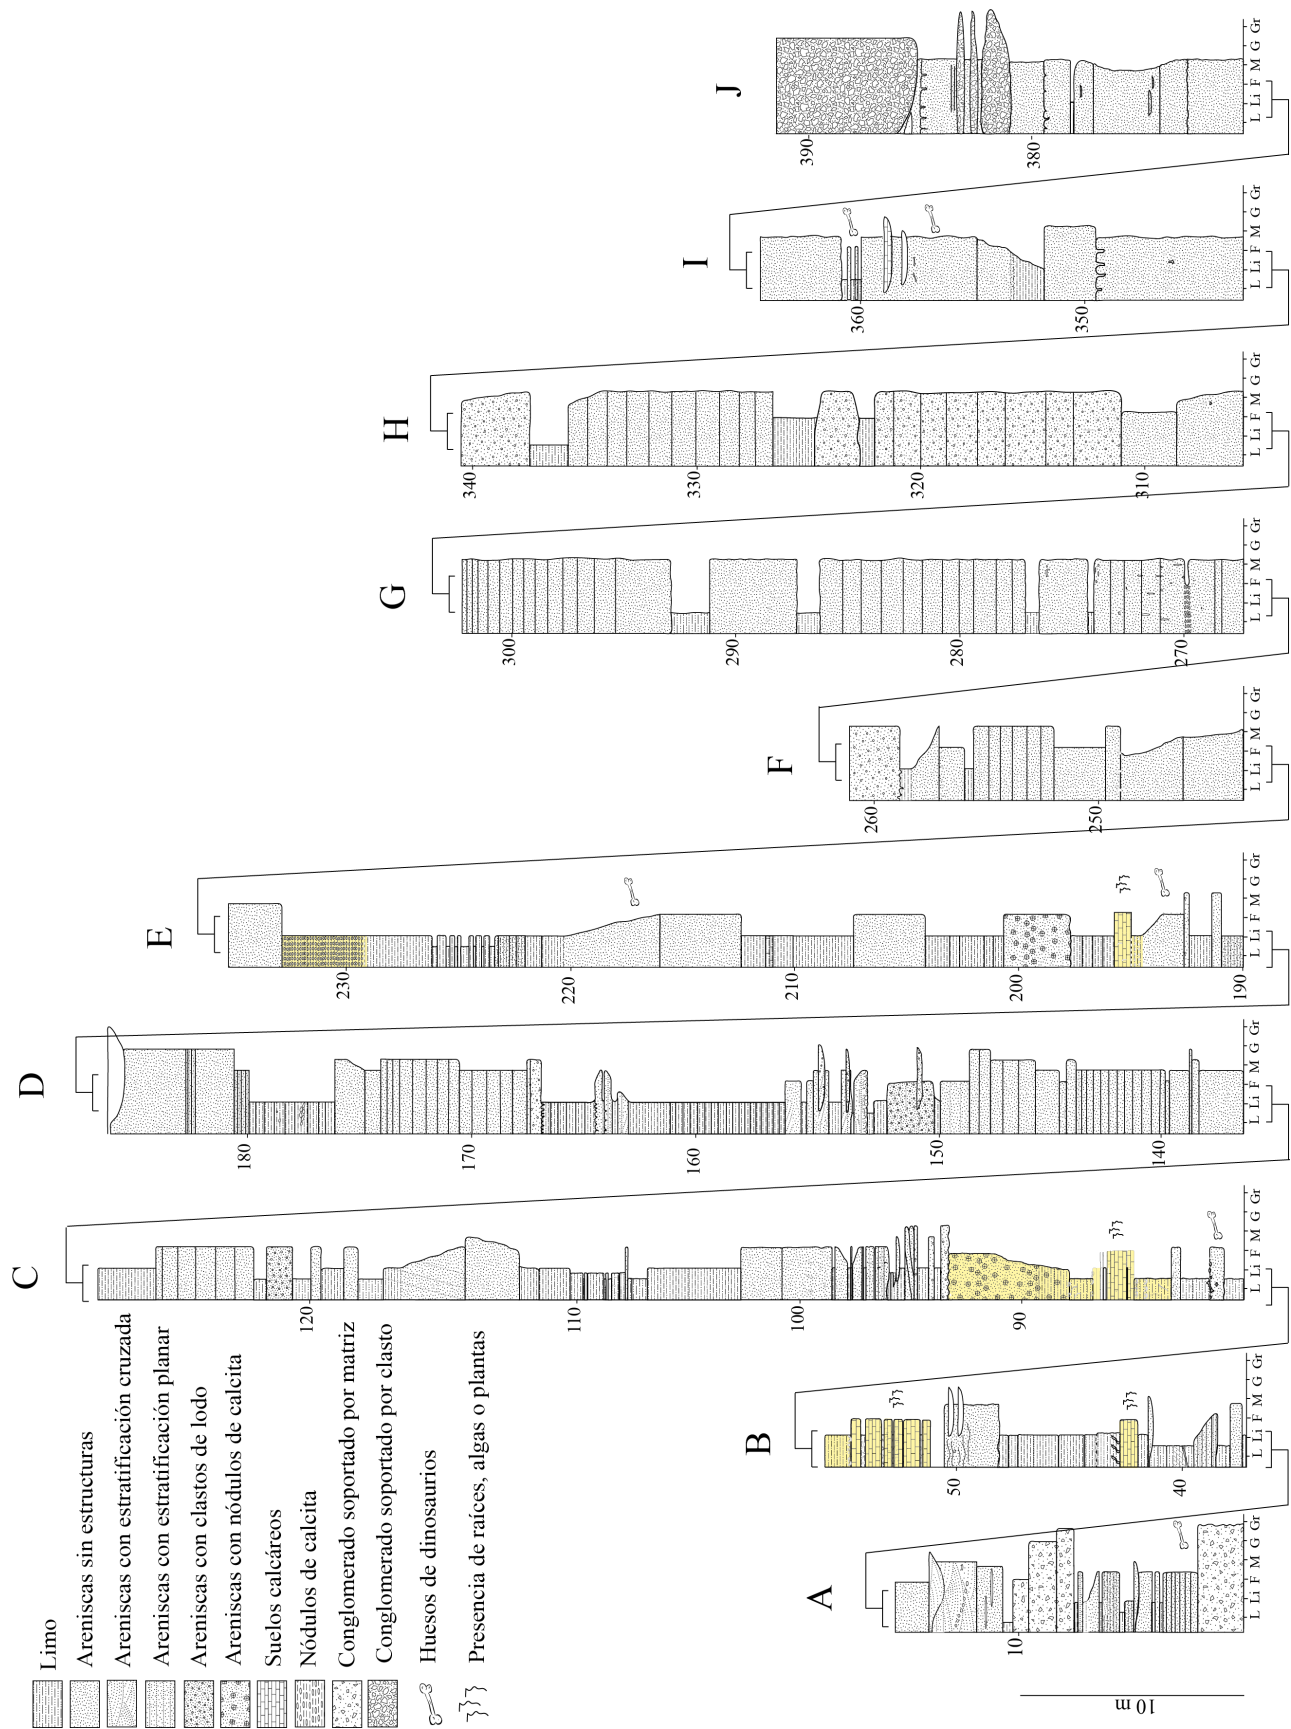 Limo
Areniscas sin estructuras
Areniscas con estratificación cruzada
Areniscas con estratificación planar
Areniscas con clastos de lodo
Areniscas con nódulos de calcita
Suelos calcáreos
Nódulos de calcita
Conglomerado soportado por matriz
Conglomerado soportado por clasto
Huesos de dinosaurios
Presencia de raíces, algas o plantas
10 m
A
10
L Li F M G Gr
B
50
40
L Li F M G Gr
C
120
110
100
90
L Li F M G Gr
D
180
170
160
150
140
L Li F M G Gr
E
230
220
210
200
190
L Li F M G Gr
F
260
250
L Li F M G Gr
G
300
290
280
270
L Li F M G Gr
H
340
330
320
310
L Li F M G Gr
I
360
350
L Li F M G Gr
J
390
380
L Li F M G Gr